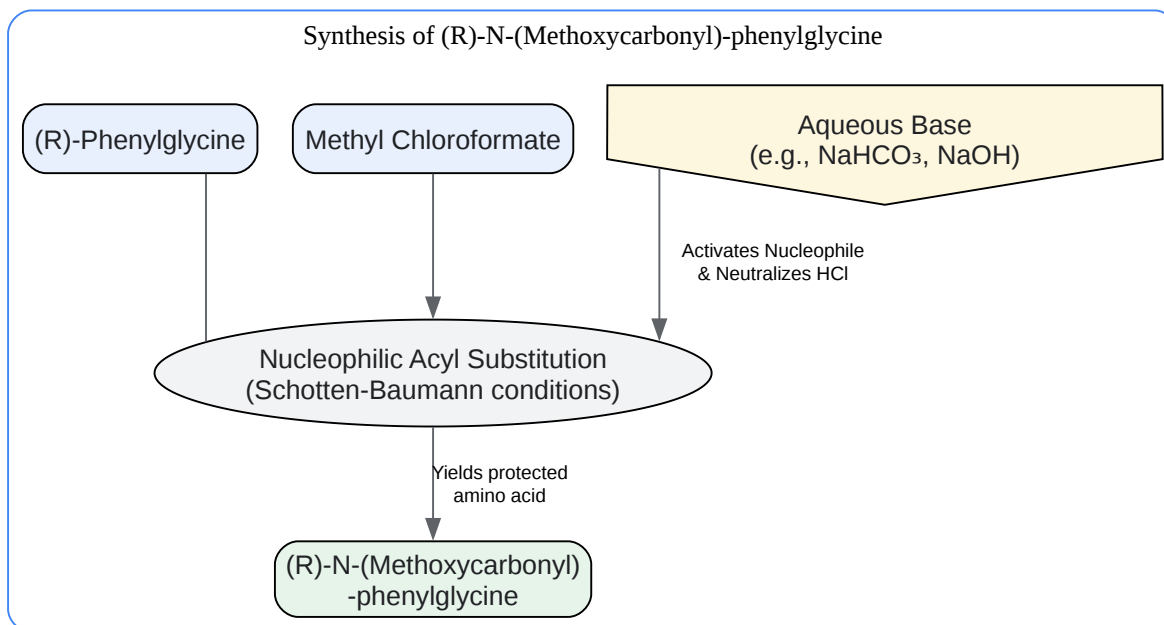 Synthesis of (R)-N-(Methoxycarbonyl)-phenylglycine
(R)-Phenylglycine
Methyl Chloroformate
Aqueous Base
(e.g., NaHCO₃, NaOH)
Activates Nucleophile
& Neutralizes HCl
Nucleophilic Acyl Substitution
(Schotten-Baumann conditions)
Yields protected
amino acid
(R)-N-(Methoxycarbonyl)
-phenylglycine